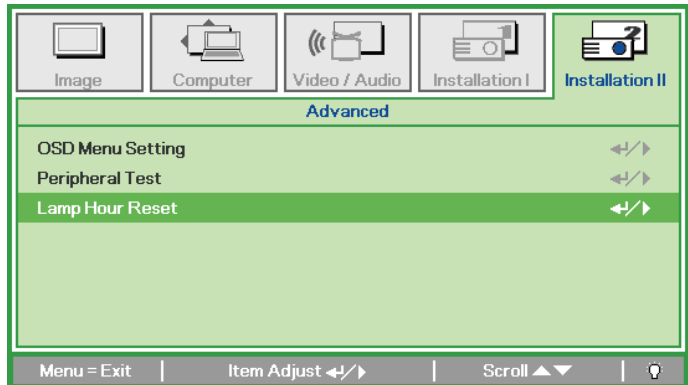 Image Computer Video / Audio Installation I Installation II
Advanced
OSD Menu Setting
Peripheral Test
Lamp Hour Reset
Menu = Exit | Item Adjust ↵/▶ | Scroll ▲▼ |